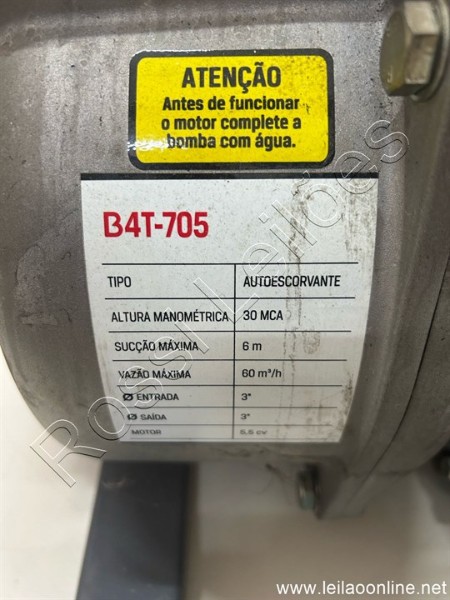 ATENÇÃO
Antes de funcionar
o motor complete a
bomba com água.
B4T-705
TIPO AUTOESCORVANTE
ALTURA MANOMÉTRICA 30 MCA
SUCÇÃO MÁXIMA 6 m
VAZÃO MÁXIMA 60 m³/h
Ø ENTRADA 3"
Ø SAÍDA 3"
MOTOR 5,5 cv
Rossi Leilões
www.leilaoonline.net